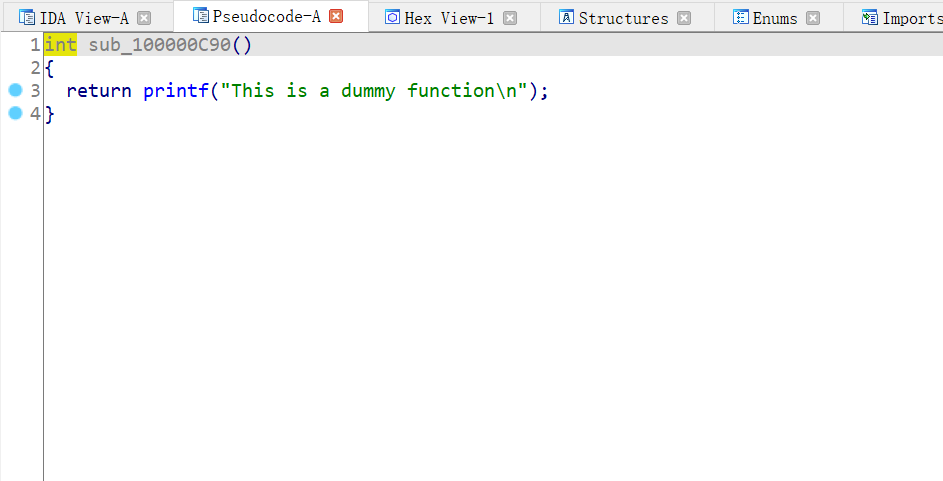 IDA View-A Pseudocode-A Hex View-1 Structures Enums Imports
1 int sub_100000C90()
2 {
3 return printf("This is a dummy function\n");
4 }